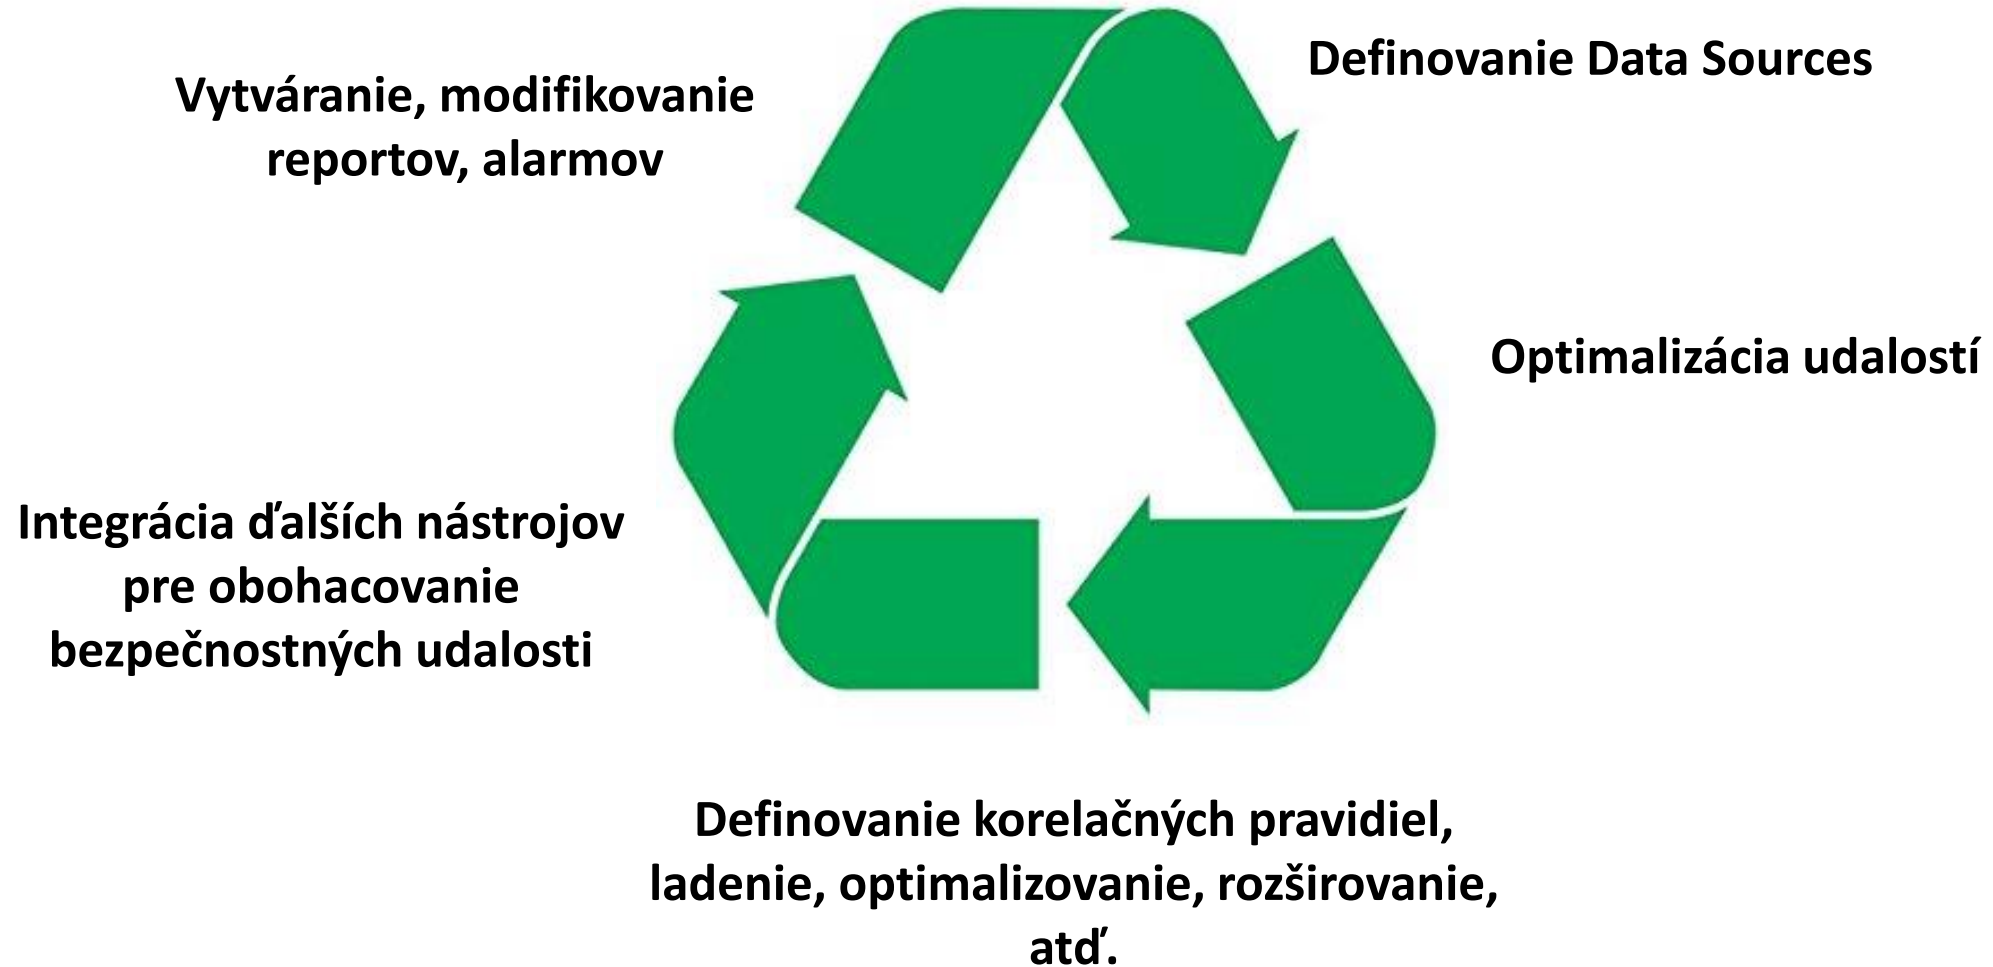 Definovanie Data Sources
Vytváranie, modifikovanie
reportov, alarmov
Optimalizácia udalostí
Integrácia ďalších nástrojov
pre obohacovanie
bezpečnostných udalosti
Definovanie korelačných pravidiel,
ladenie, optimalizovanie, rozširovanie,
atď.